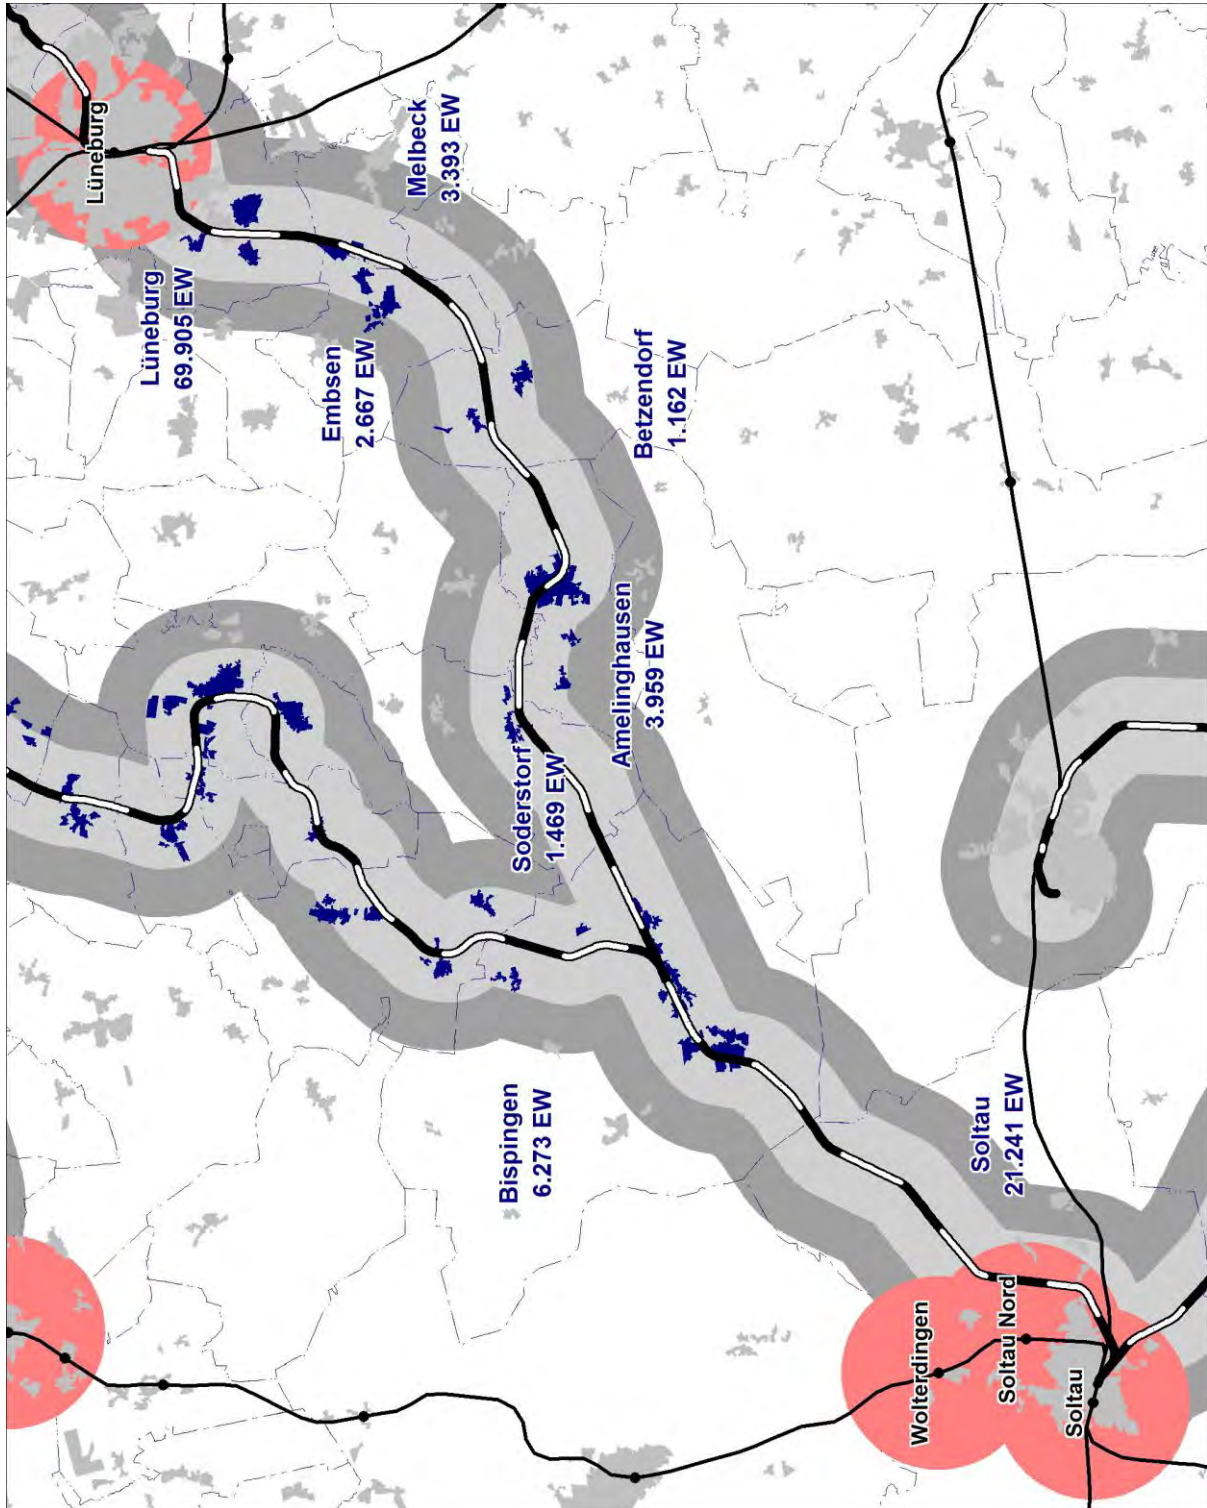 Lüneburg
Lüneburg
69.905 EW
Melbeck
3.393 EW
Embsen
2.667 EW
Betzendorf
1.162 EW
Amelinghausen
3.959 EW
Soderstorf
1.469 EW
Bispingen
6.273 EW
Soltau
21.241 EW
Wolterdingen
Soltau Nord
Soltau